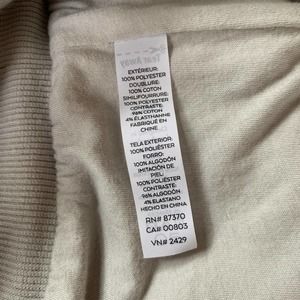 Tear Away
EXTÉRIEUR:
100% POLYESTER
DOUBLURE:
100% COTON
SIMILIFOURRURE:
100% POLYESTER
CONTRASTE:
96% COTON
4% ÉLASTHANNE
FABRIQUÉ EN
CHINE
TELA EXTERIOR:
100% POLIÉSTER
FORRO:
100% ALGODÓN
IMITACIÓN DE
PIEL:
100% POLIÉSTER
CONTRASTE:
96% ALGODÓN
4% ELASTANO
HECHO EN CHINA
RN# 87370
CA# 00803
VN# 2429